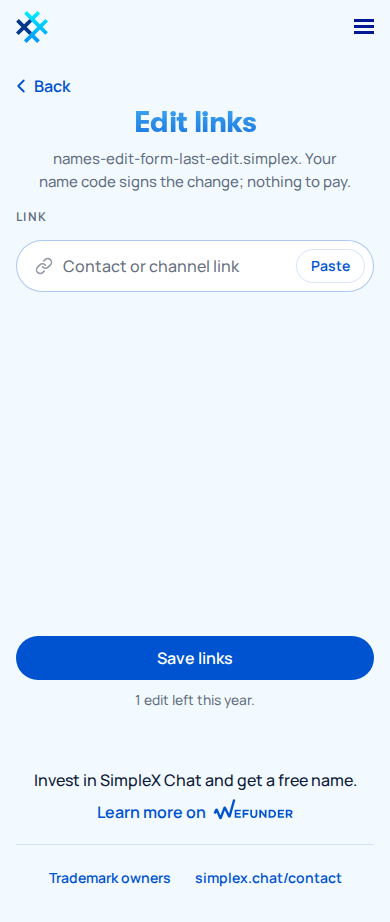 Back
Edit links
names-edit-form-last-edit.simplex. Your
name code signs the change; nothing to pay.
LINK
Contact or channel link
Paste
Save links
1 edit left this year.
Invest in SimpleX Chat and get a free name.
Learn more on WEFUNDER
Trademark owners
simplex.chat/contact